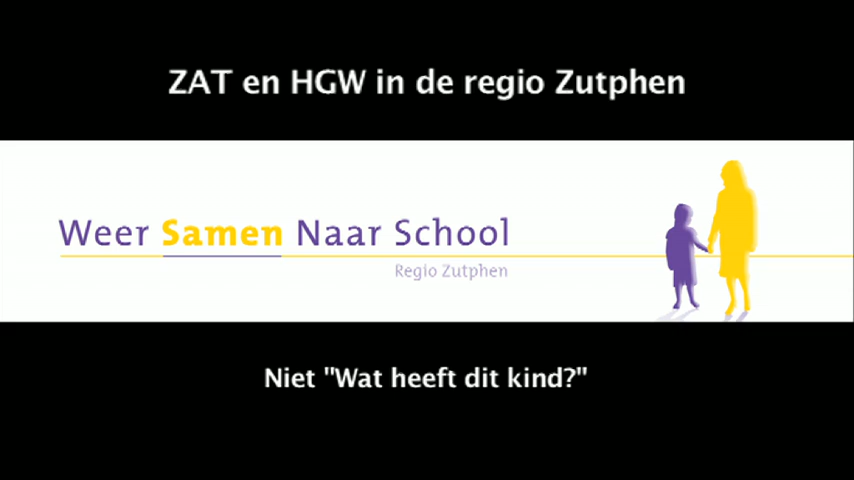 ZAT en HGW in de regio Zutphen
Weer Samen Naar School
Regio Zutphen
Niet "Wat heeft dit kind?"